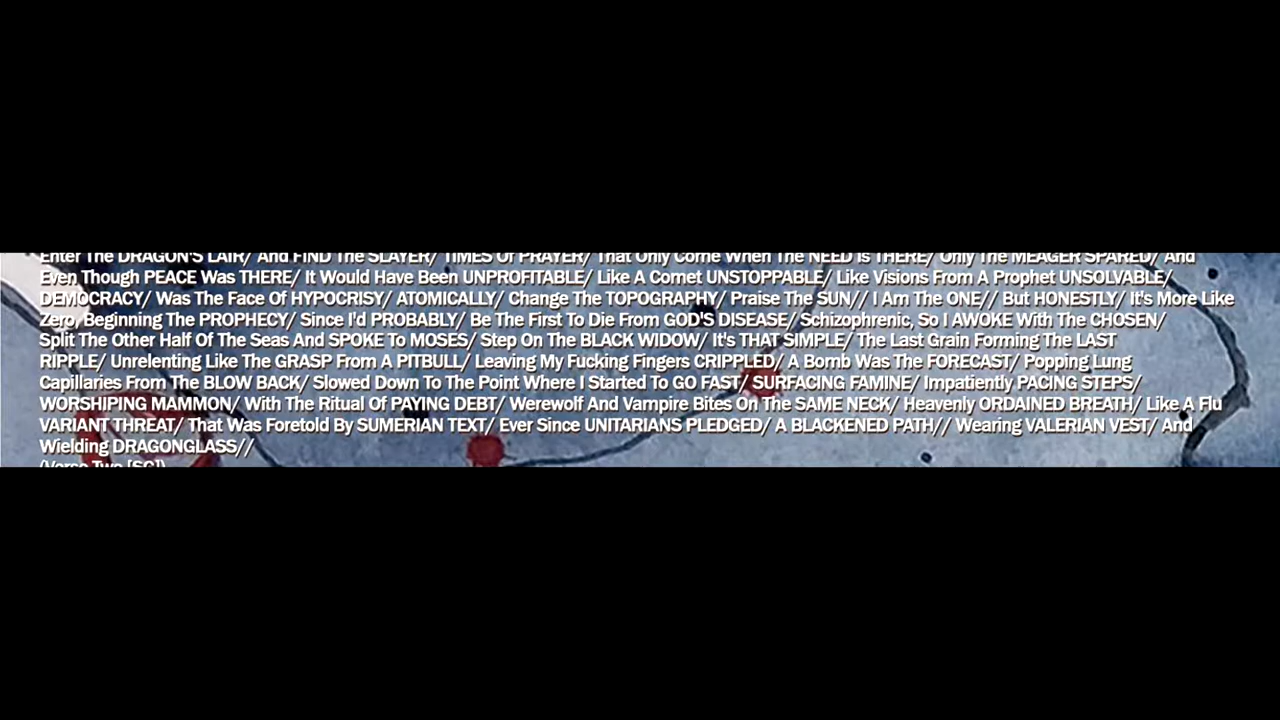 Enter The DRAGON'S LAIR/ And FIND The SLAYER/ TIMES Of PRAYER/ That Only Come When The NEED Is THERE/ Only The MEAGER SPARED/ And
Even Though PEACE Was THERE/ It Would Have Been UNPROFITABLE/ Like A Comet UNSTOPPABLE/ Like Visions From A Prophet UNSOLVABLE/
DEMOCRACY/ Was The Face Of HYPOCRISY/ ATOMICALLY/ Change The TOPOGRAPHY/ Praise The SUN// I Am The ONE// But HONESTLY/ It's More Like
Zero, Beginning The PROPHECY/ Since I'd PROBABLY/ Be The First To Die From GOD'S DISEASE/ Schizophrenic, So I AWOKE With The CHOSEN/
Split The Other Half Of The Seas And SPOKE To MOSES/ Step On The BLACK WIDOW/ It's THAT SIMPLE/ The Last Grain Forming The LAST
RIPPLE/ Unrelenting Like The GRASP From A PITBULL/ Leaving My Fucking Fingers CRIPPLED/ A Bomb Was The FORECAST/ Popping Lung
Capillaries From The BLOW BACK/ Slowed Down To The Point Where I Started To GO FAST/ SURFACING FAMINE/ Impatiently PACING STEPS/
WORSHIPING MAMMON/ With The Ritual Of PAYING DEBT/ Werewolf And Vampire Bites On The SAME NECK/ Heavenly ORDAINED BREATH/ Like A Flu
VARIANT THREAT/ That Was Foretold By SUMERIAN TEXT/ Ever Since UNITARIANS PLEDGED/ A BLACKENED PATH// Wearing VALERIAN VEST/ And
Wielding DRAGONGLASS//
(Verse Two [SC])